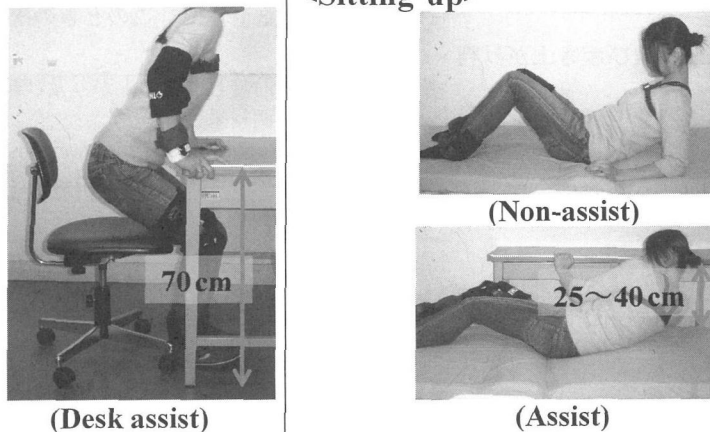 <Sitting up>
70 cm
(Desk assist)
(Non-assist)
25～40 cm
(Assist)